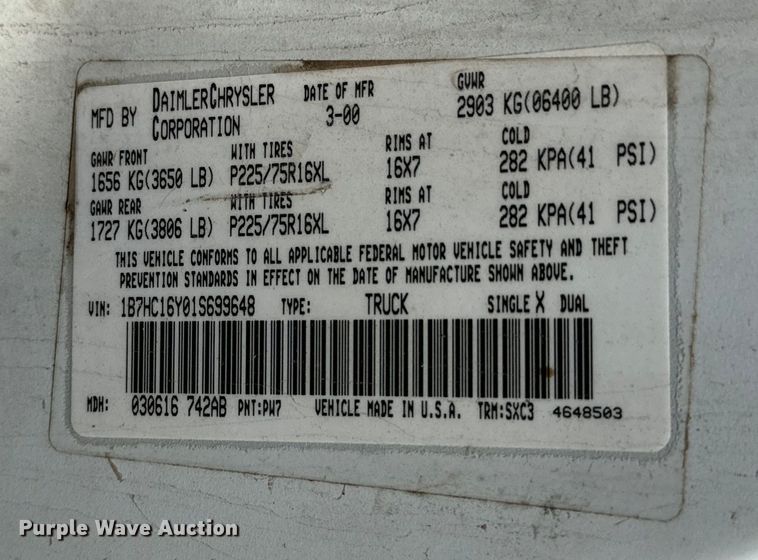 MFD BY DAIMLERCHRYSLER CORPORATION DATE OF MFR 3-00 GVWR 2903 KG(06400 LB)
GAWR FRONT WITH TIRES RIMS AT COLD
1656 KG(3650 LB) P225/75R16XL 16X7 282 KPA(41 PSI)
GAWR REAR WITH TIRES RIMS AT COLD
1727 KG(3806 LB) P225/75R16XL 16X7 282 KPA(41 PSI)
THIS VEHICLE CONFORMS TO ALL APPLICABLE FEDERAL MOTOR VEHICLE SAFETY AND THEFT
PREVENTION STANDARDS IN EFFECT ON THE DATE OF MANUFACTURE SHOWN ABOVE.
VIN: 1B7HC16Y01S699648 TYPE: TRUCK SINGLE X DUAL
MDH: 030616 742AB PNT:PW7 VEHICLE MADE IN U.S.A. TRM:SXC3 4648503
Purple Wave Auction